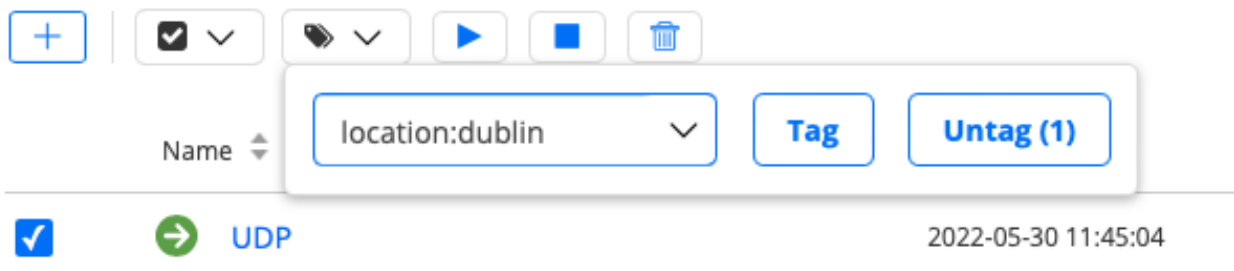 location:dublin
Tag
Untag (1)
Name
UDP
2022-05-30 11:45:04